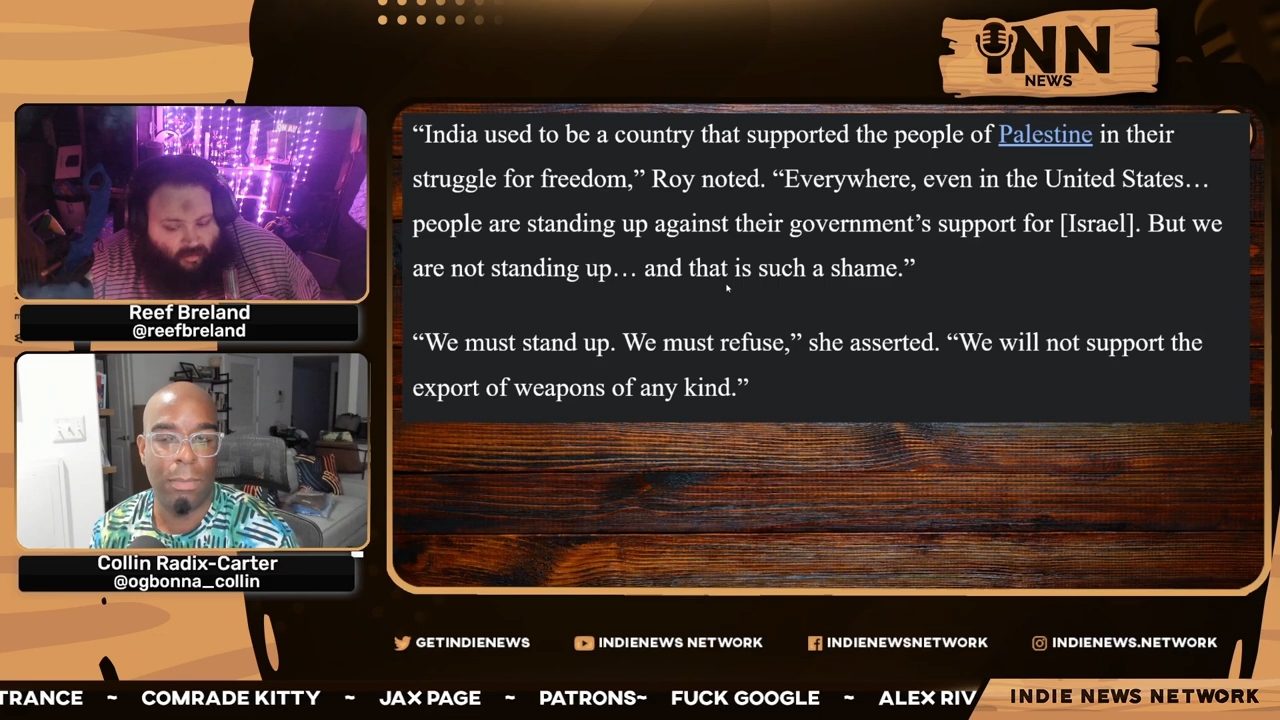 INN
NEWS
“India used to be a country that supported the people of Palestine in their
struggle for freedom,” Roy noted. “Everywhere, even in the United States…
people are standing up against their government’s support for [Israel]. But we
are not standing up… and that is such a shame.”
“We must stand up. We must refuse,” she asserted. “We will not support the
export of weapons of any kind.”
Reef Breland
@reefbreland
Collin Radix-Carter
@ogbonna_collin
GETINDIENEWS
INDIENEWS NETWORK
INDIENEWSNETWORK
INDIENEWS.NETWORK
TRANCE ~ COMRADE KITTY ~ JAX PAGE ~ PATRONS~ FUCK GOOGLE ~ ALEX RIV
INDIE NEWS NETWORK